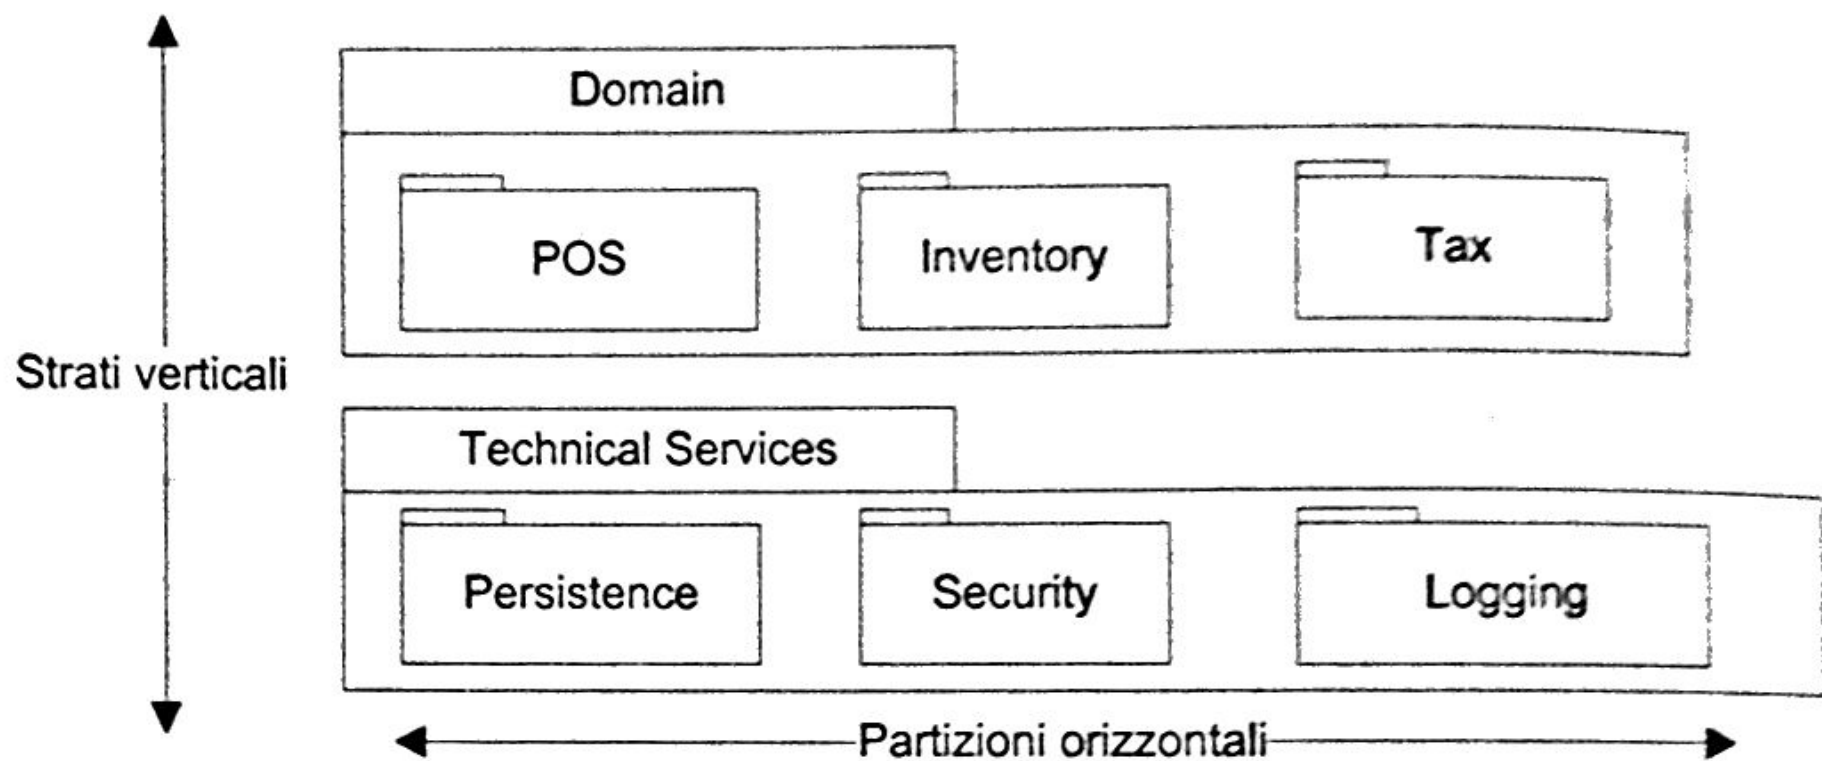 Domain
POS
Inventory
Tax
Strati verticali
Technical Services
Persistence
Security
Logging
Partizioni orizzontali